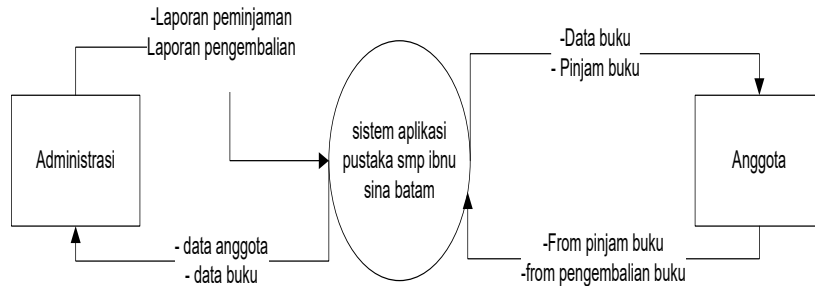 -Laporan peminjaman
Laporan pengembalian
-Data buku
- Pinjam buku
Administrasi
sistem aplikasi
pustaka smp ibnu
sina batam
Anggota
- data anggota
- data buku
-From pinjam buku
-from pengembalian buku